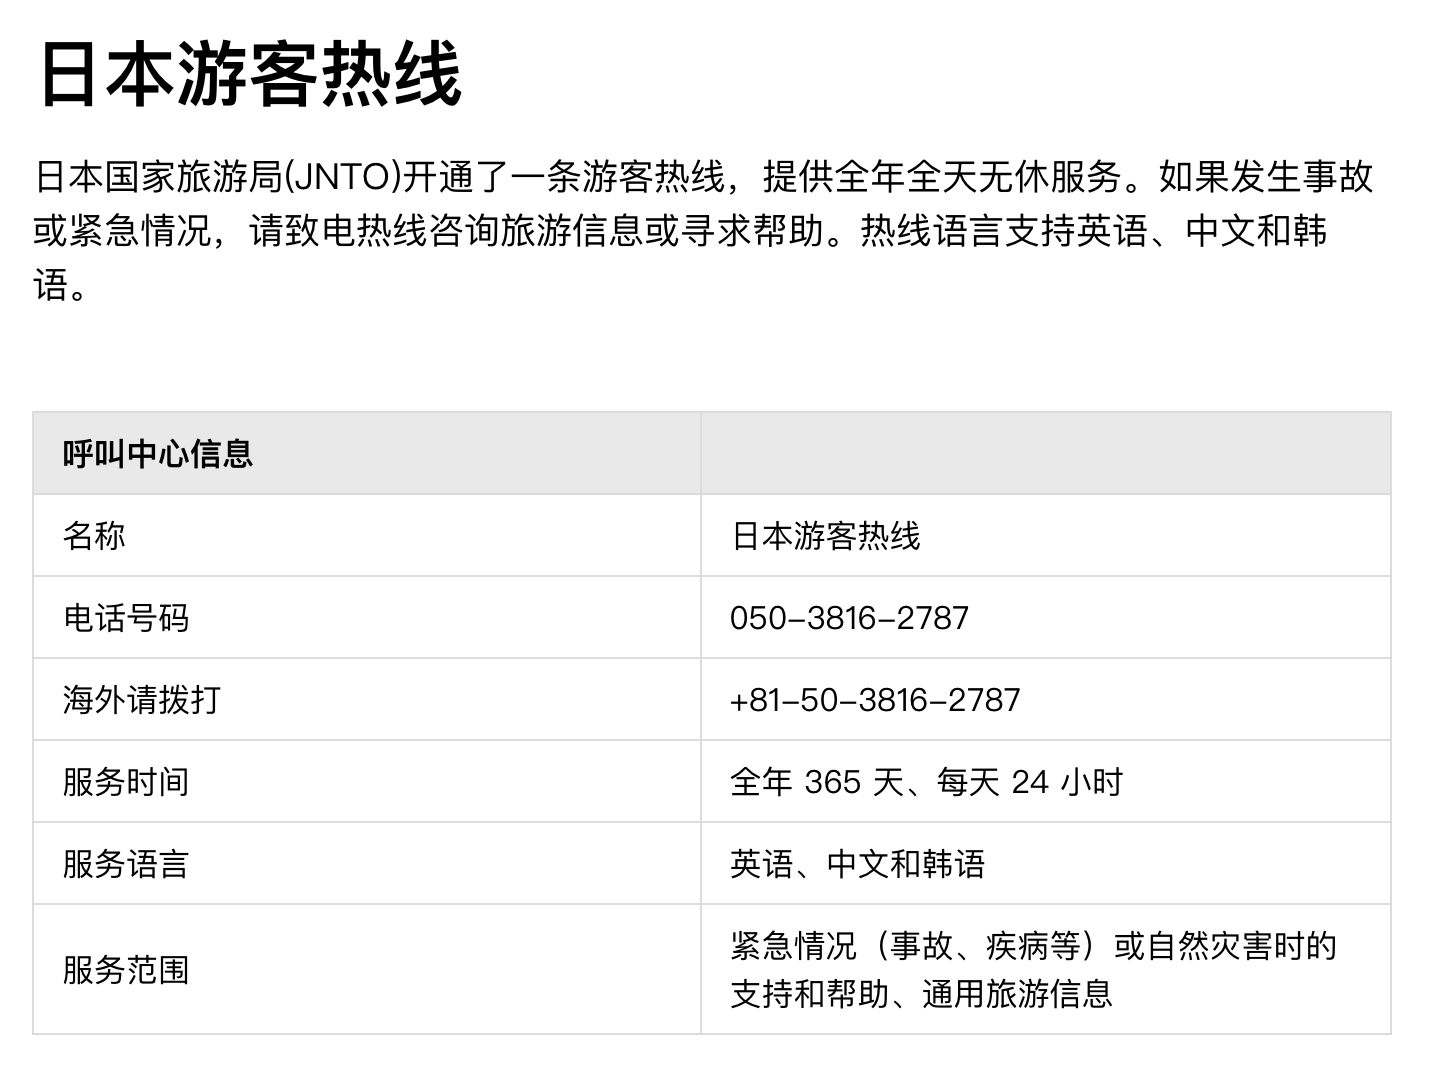 日本游客热线
日本国家旅游局(JNTO)开通了一条游客热线，提供全年全天无休服务。如果发生事故
或紧急情况，请致电热线咨询旅游信息或寻求帮助。热线语言支持英语、中文和韩
语。
呼叫中心信息
名称 日本游客热线
电话号码 050–3816–2787
海外请拨打 +81–50–3816–2787
服务时间 全年 365 天、每天 24 小时
服务语言 英语、中文和韩语
服务范围 紧急情况（事故、疾病等）或自然灾害时的
支持和帮助、通用旅游信息